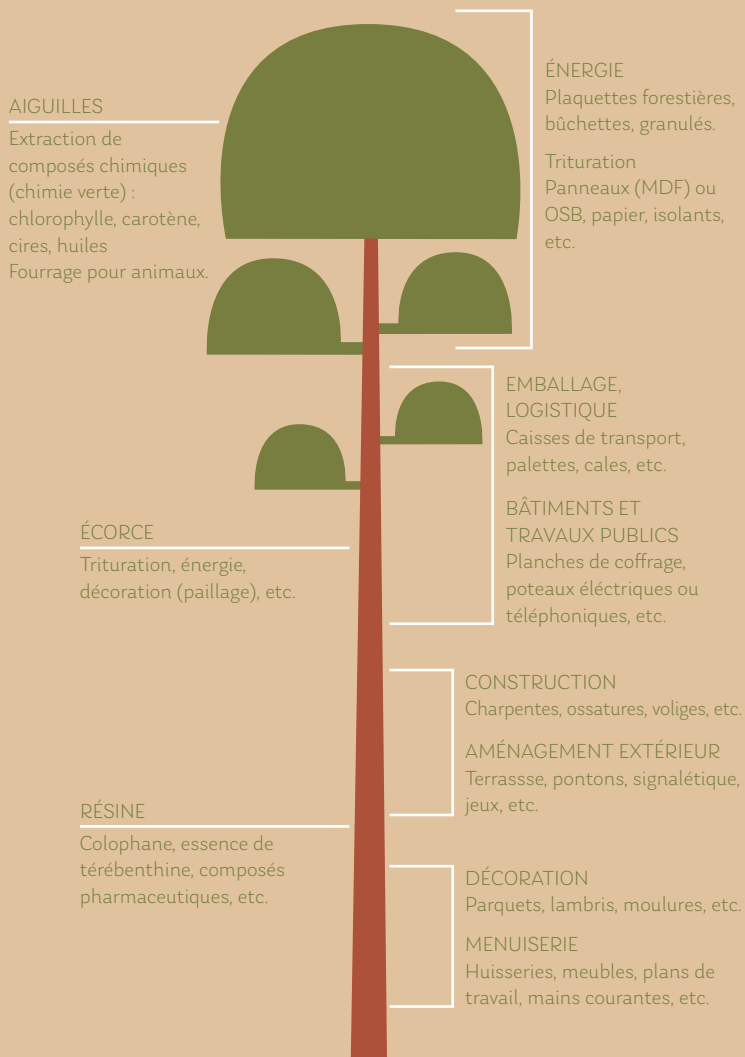 AIGUILLES
Extraction de
composés chimiques
(chimie verte) :
chlorophylle, carotène,
cires, huiles
Fourrage pour animaux.
ÉCORCE
Trituration, énergie,
décoration (paillage), etc.
RÉSINE
Colophane, essence de
térébenthine, composés
pharmaceutiques, etc.
ÉNERGIE
Plaquettes forestières,
bûchettes, granulés.
Trituration
Panneaux (MDF) ou
OSB, papier, isolants,
etc.
EMBALLAGE,
LOGISTIQUE
Caisses de transport,
palettes, cales, etc.
BÂTIMENTS ET
TRAVAUX PUBLICS
Planches de coffrage,
poteaux éléctriques ou
téléphoniques, etc.
CONSTRUCTION
Charpentes, ossatures, voliges, etc.
AMÉNAGEMENT EXTÉRIEUR
Terrassse, pontons, signalétique,
jeux, etc.
DÉCORATION
Parquets, lambris, moulures, etc.
MENUISERIE
Huisseries, meubles, plans de
travail, mains courantes, etc.